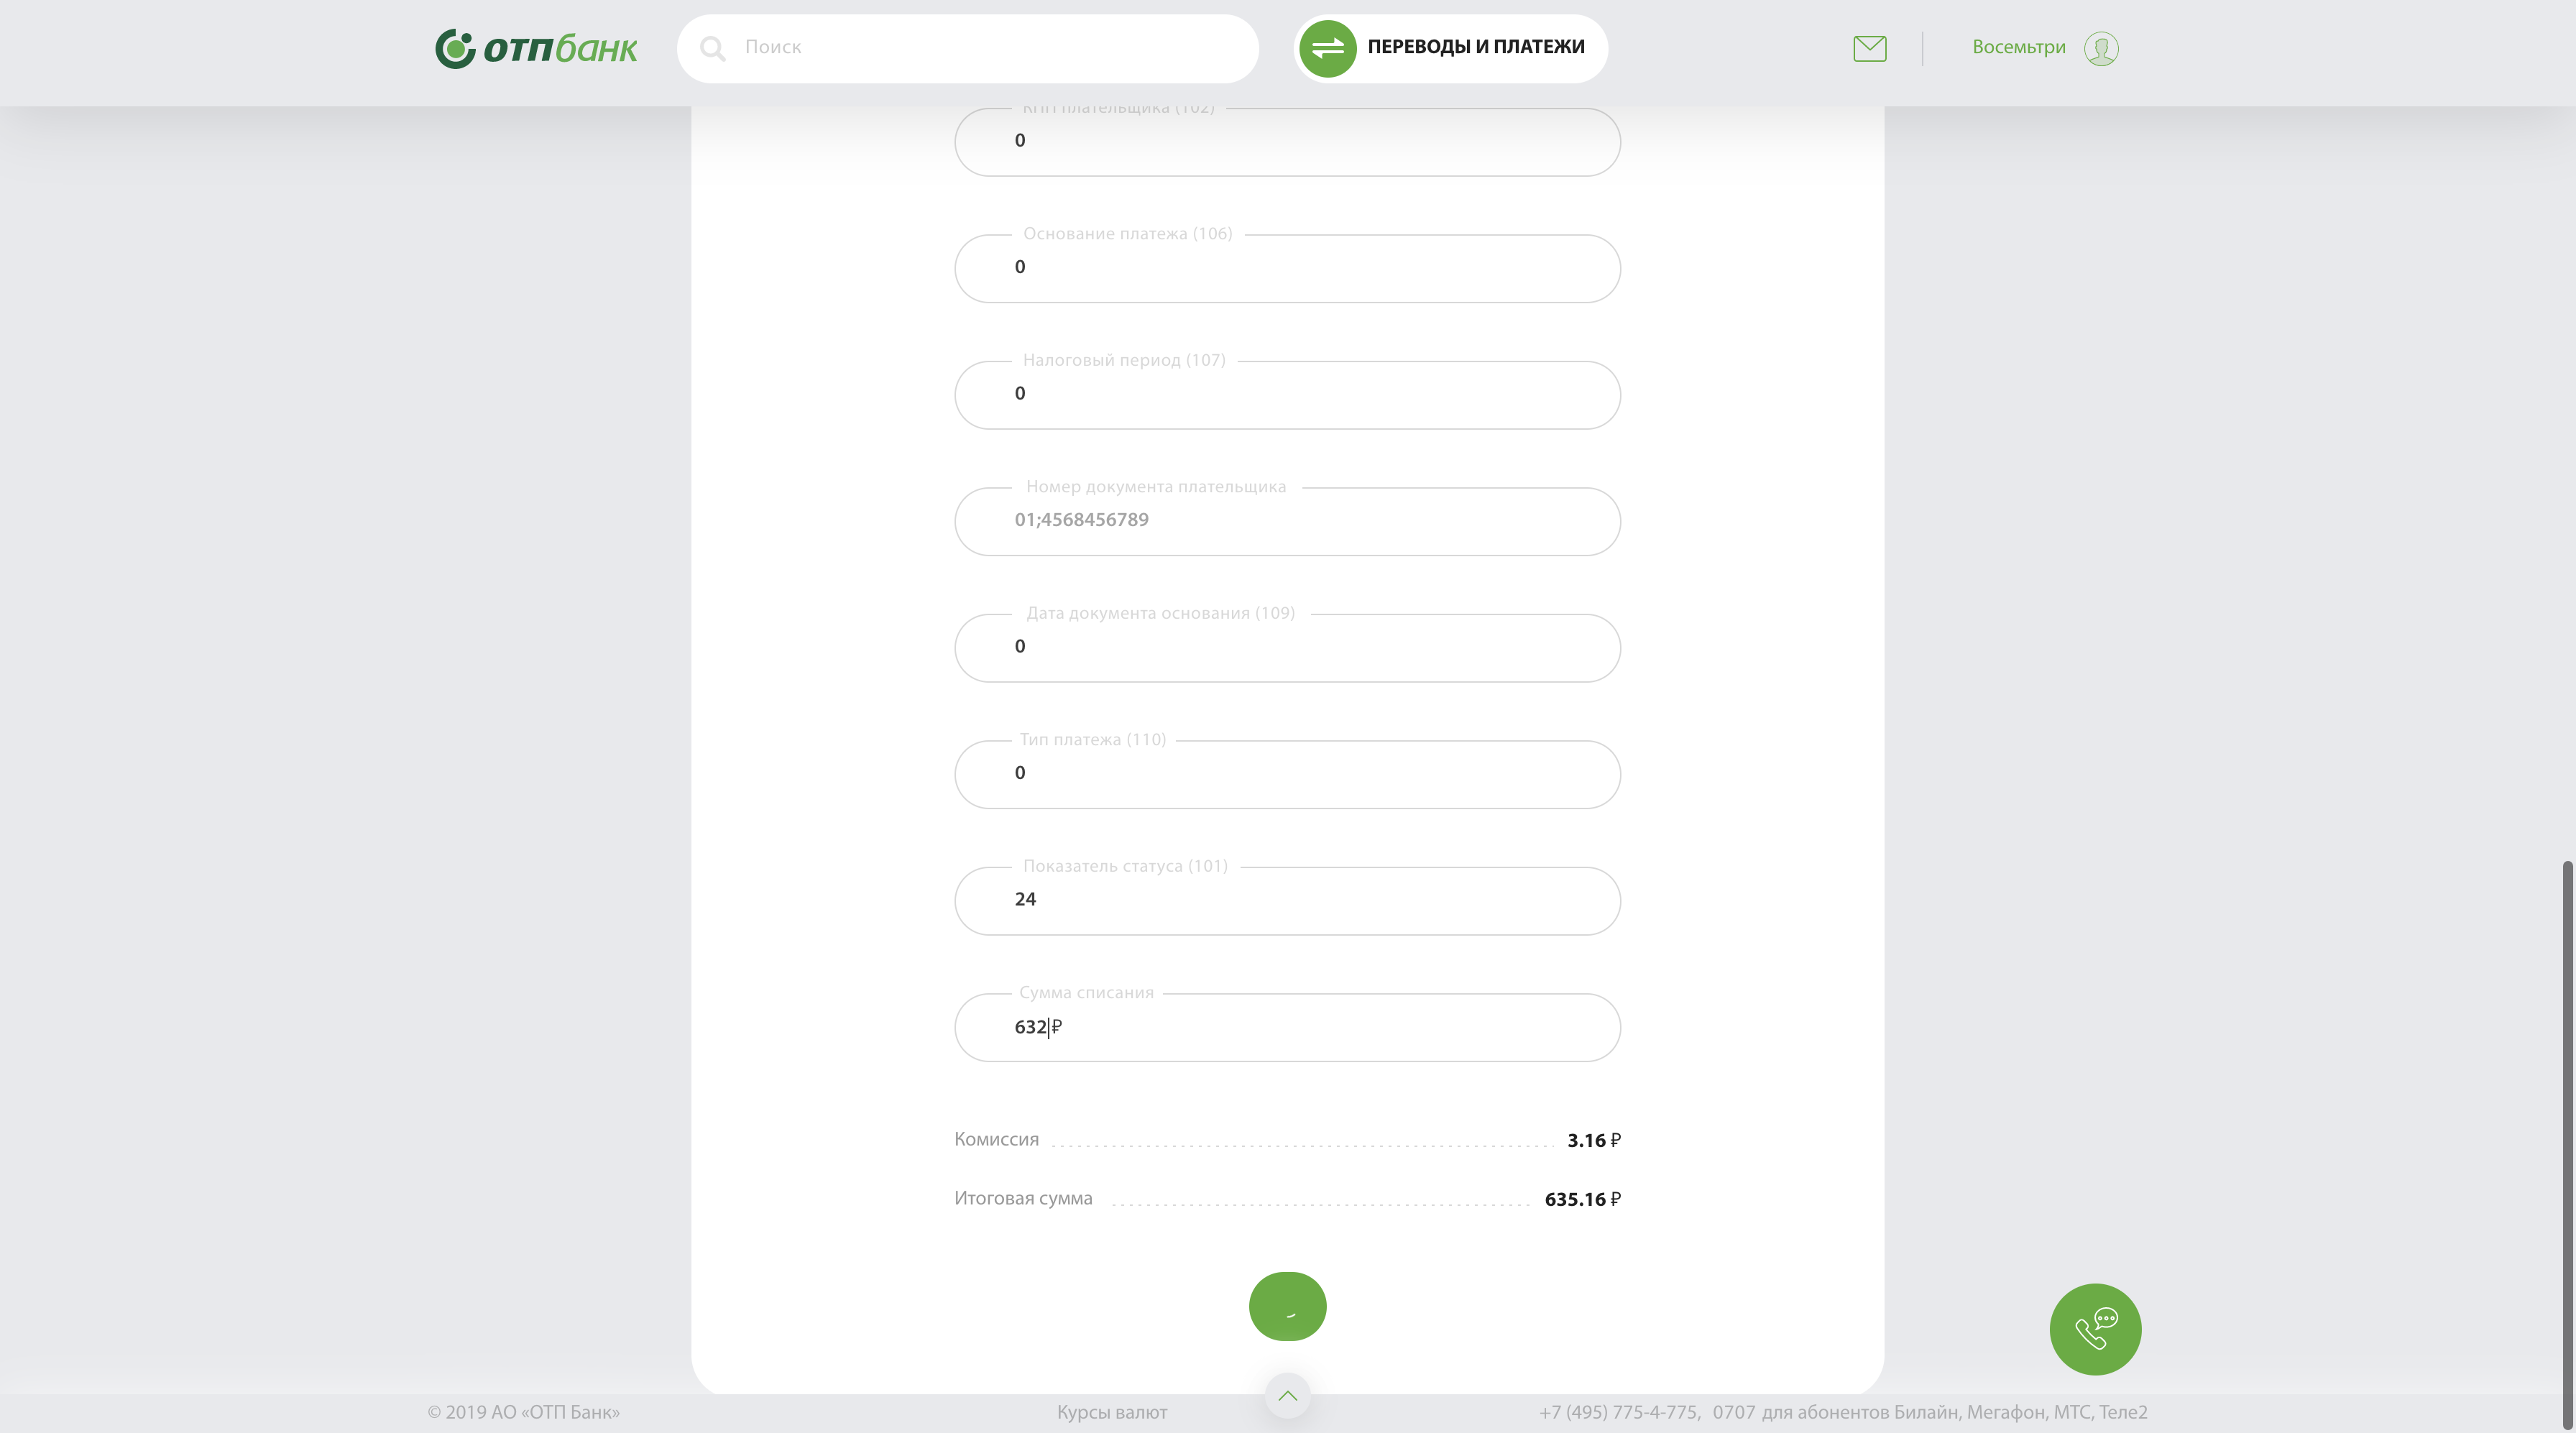 отпбанк
Поиск
ПЕРЕВОДЫ И ПЛАТЕЖИ
Восемьтри
КПП плательщика (102)
0
Основание платежа (106)
0
Налоговый период (107)
0
Номер документа плательщика
01;4568456789
Дата документа основания (109)
0
Тип платежа (110)
0
Показатель статуса (101)
24
Сумма списания
632 ₽
Комиссия 3.16 ₽
Итоговая сумма 635.16 ₽
© 2019 АО «ОТП Банк» Курсы валют +7 (495) 775-4-775, 0707 для абонентов Билайн, Мегафон, МТС, Теле2